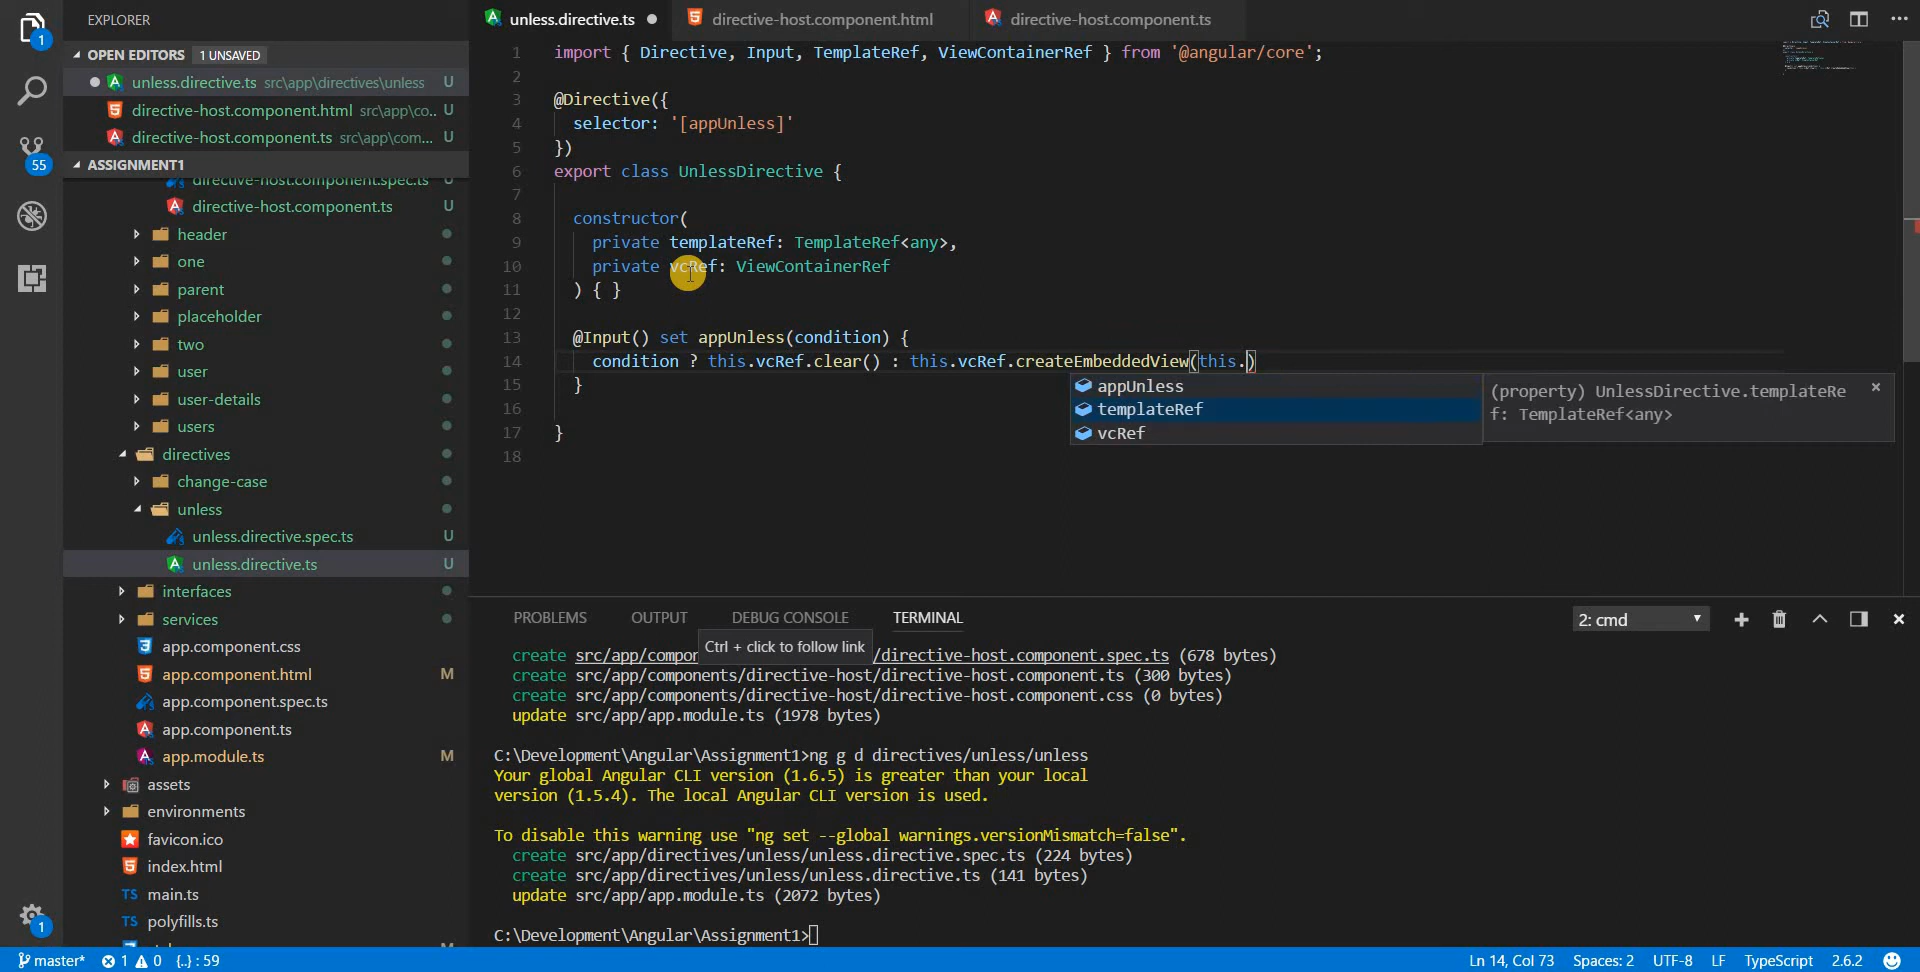 EXPLORER
OPEN EDITORS 1 UNSAVED
unless.directive.ts src\app\directives\unless U
directive-host.component.html src\app\co... U
directive-host.component.ts src\app\com... U
ASSIGNMENT1
directive-host.component.spec.ts U
directive-host.component.ts U
header
one
parent
placeholder
two
user
user-details
users
directives
change-case
unless
unless.directive.spec.ts U
unless.directive.ts U
interfaces
services
app.component.css
app.component.html M
app.component.spec.ts
app.component.ts
app.module.ts M
assets
environments
favicon.ico
index.html
TS main.ts
TS polyfills.ts
1
55
1
unless.directive.ts
directive-host.component.html
directive-host.component.ts
1 import { Directive, Input, TemplateRef, ViewContainerRef } from '@angular/core';
2
3 @Directive({
4 selector: '[appUnless]'
5 })
6 export class UnlessDirective {
7
8 constructor(
9 private templateRef: TemplateRef<any>,
10 private vcRef: ViewContainerRef
11 ) { }
12
13 @Input() set appUnless(condition) {
14 condition ? this.vcRef.clear() : this.vcRef.createEmbeddedView(this.)
15 }
16
17 }
18
appUnless
templateRef
vcRef
(property) UnlessDirective.templateRe
f: TemplateRef<any>
PROBLEMS OUTPUT DEBUG CONSOLE TERMINAL
2: cmd
Ctrl + click to follow link
create src/app/compon /directive-host.component.spec.ts (678 bytes)
create src/app/components/directive-host/directive-host.component.ts (300 bytes)
create src/app/components/directive-host/directive-host.component.css (0 bytes)
update src/app/app.module.ts (1978 bytes)
C:\Development\Angular\Assignment1>ng g d directives/unless/unless
Your global Angular CLI version (1.6.5) is greater than your local
version (1.5.4). The local Angular CLI version is used.
To disable this warning use "ng set --global warnings.versionMismatch=false".
create src/app/directives/unless/unless.directive.spec.ts (224 bytes)
create src/app/directives/unless/unless.directive.ts (141 bytes)
update src/app/app.module.ts (2072 bytes)
C:\Development\Angular\Assignment1>
master* 1 0 {..} : 59
Ln 14, Col 73 Spaces: 2 UTF-8 LF TypeScript 2.6.2